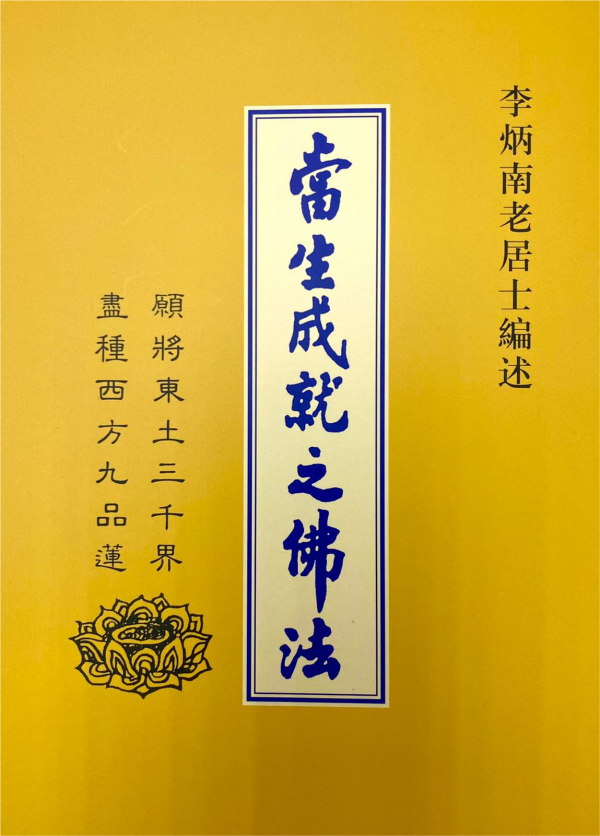 李炳南老居士編述
當生成就之佛法
願將東土三千界
盡種西方九品蓮